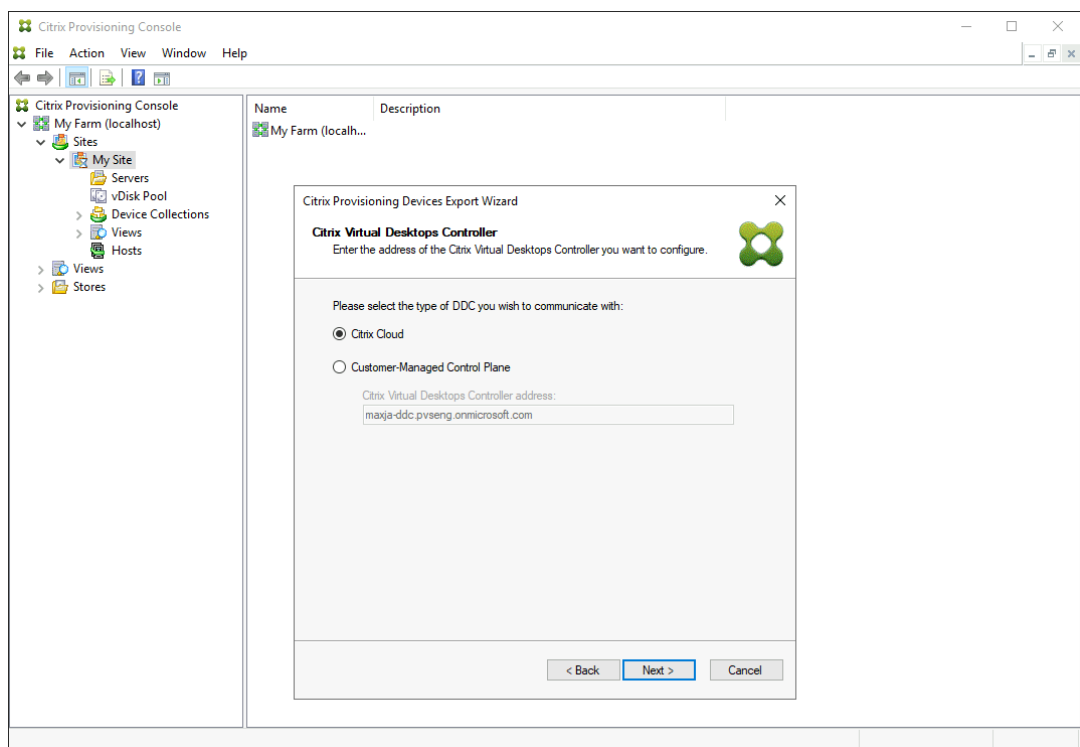 Citrix Provisioning Console
File Action View Window Help
Citrix Provisioning Console
My Farm (localhost)
Sites
My Site
Servers
vDisk Pool
Device Collections
Views
Hosts
Views
Stores
Name Description
My Farm (localh...
Citrix Provisioning Devices Export Wizard
Citrix Virtual Desktops Controller
Enter the address of the Citrix Virtual Desktops Controller you want to configure.
Please select the type of DDC you wish to communicate with:
Citrix Cloud
Customer-Managed Control Plane
Citrix Virtual Desktops Controller address:
maxja-ddc.pvseng.onmicrosoft.com
< Back Next > Cancel